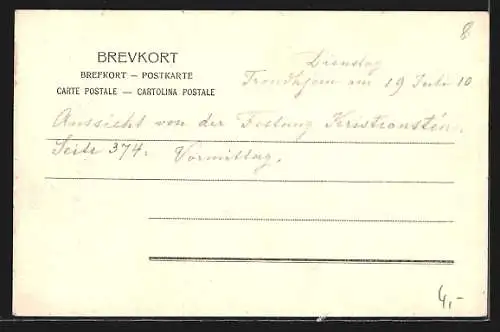 8
BREVKORT
BREFKORT — POSTKARTE
CARTE POSTALE — CARTOLINA POSTALE
Dienstag
Trondhjem am 19 Juli 10
Aussicht von der Festung Kristiansten.
Seite 374. Vormittag.
4,-